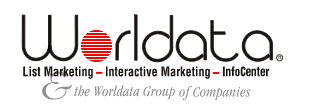 Worldata®
List Marketing – Interactive Marketing – InfoCenter
& the Worldata Group of Companies